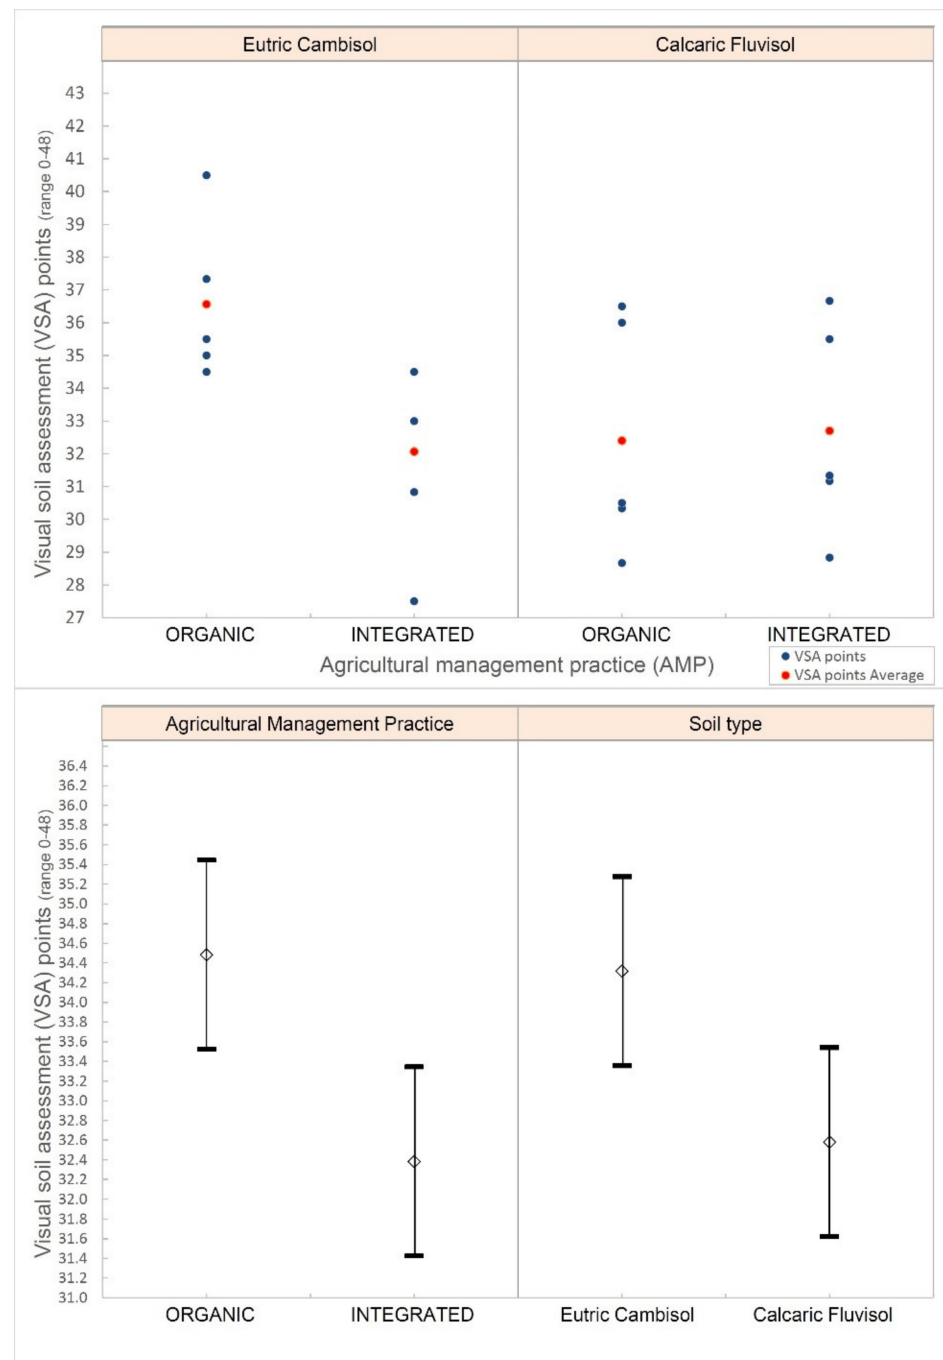 Eutric Cambisol
Calcaric Fluvisol
Visual soil assessment (VSA) points (range 0-48)
43
42
41
40
39
38
37
36
35
34
33
32
31
30
29
28
27
ORGANIC
INTEGRATED
ORGANIC
INTEGRATED
Agricultural management practice (AMP)
VSA points
VSA points Average
Agricultural Management Practice
Soil type
Visual soil assessment (VSA) points (range 0-48)
36.4
36.2
36.0
35.8
35.6
35.4
35.2
35.0
34.8
34.6
34.4
34.2
34.0
33.8
33.6
33.4
33.2
33.0
32.8
32.6
32.4
32.2
32.0
31.8
31.6
31.4
31.2
31.0
ORGANIC
INTEGRATED
Eutric Cambisol
Calcaric Fluvisol